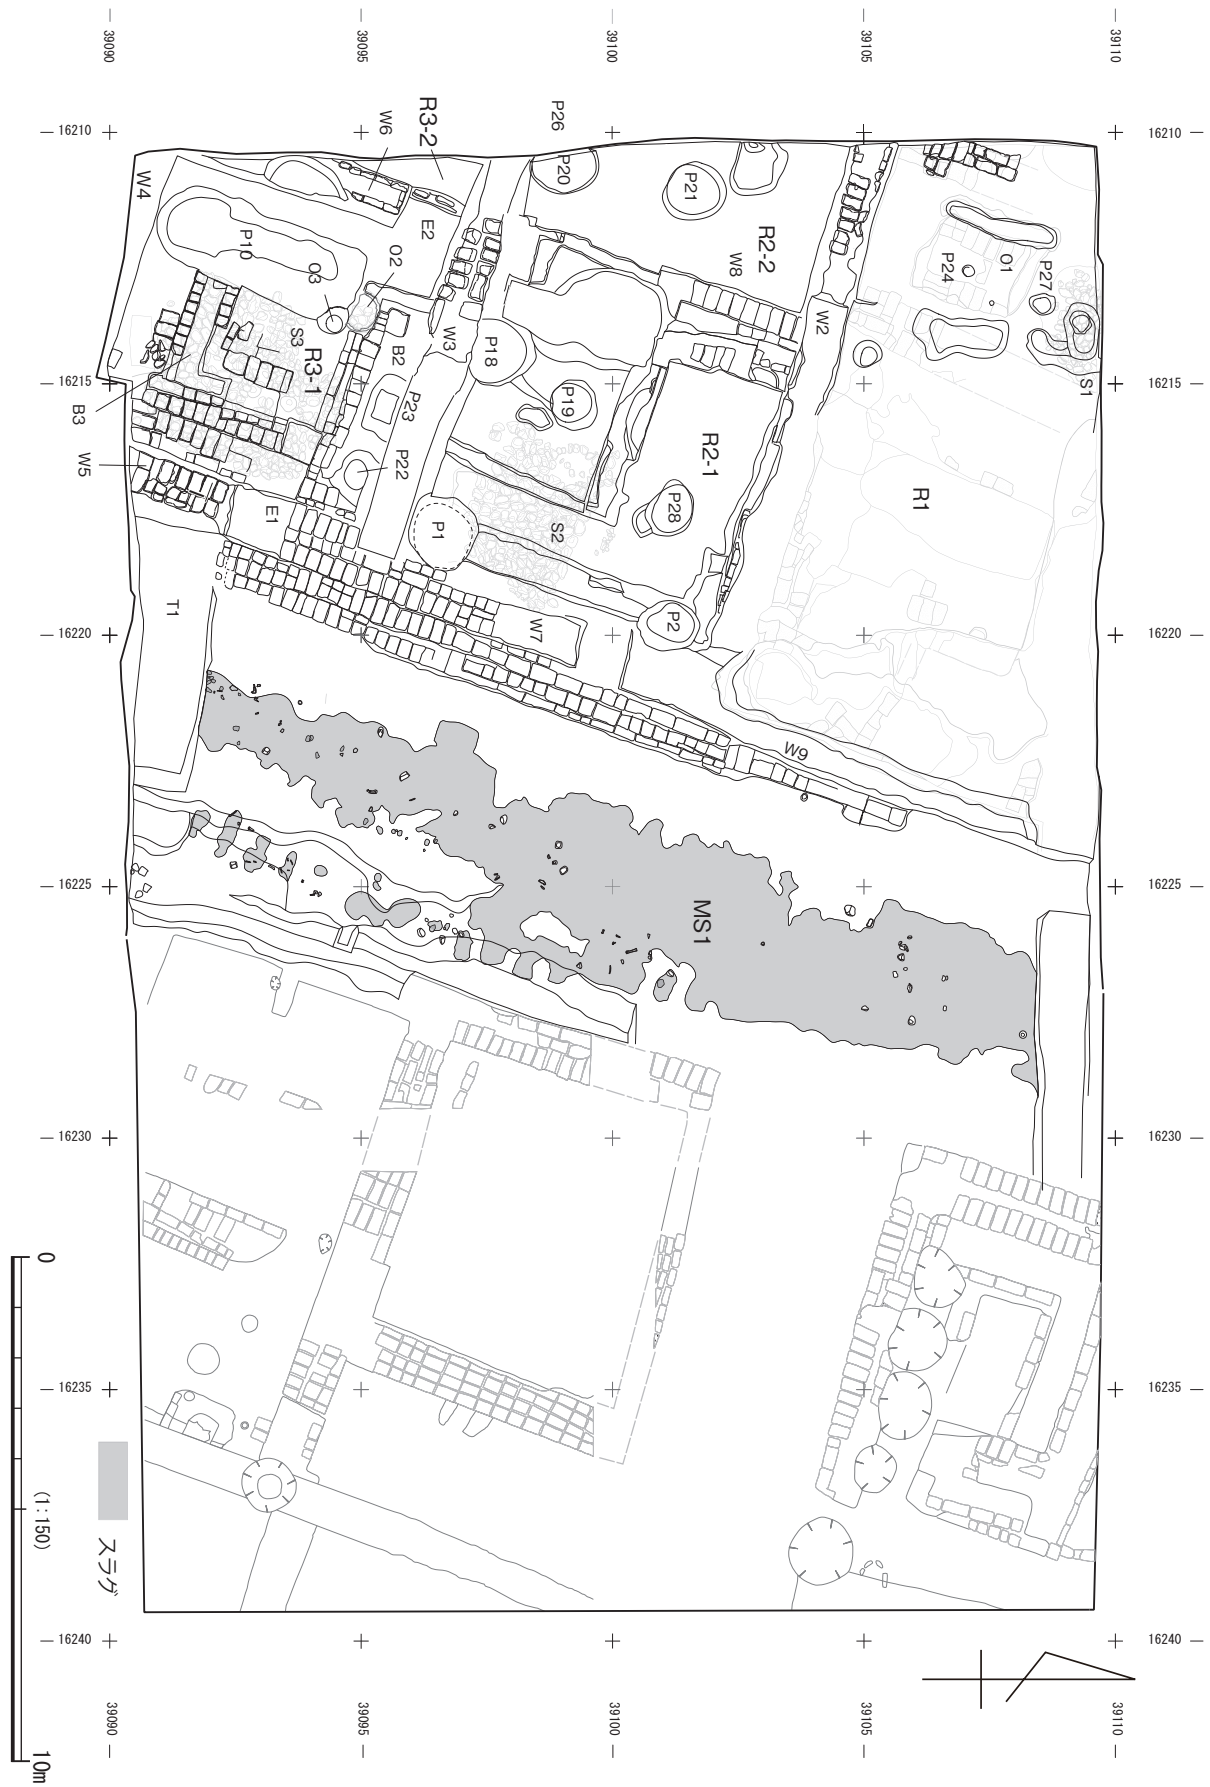 39090
39095
39100
39105
39110
16210
16210
P26
R3-2
W6
W4
P20
P21
R2-2
W8
P10
E2
O2
O3
S3
R3-1
B2
W3
P18
P23
P19
W2
P24
O1
P27
S1
16215
16215
B3
W5
P22
E1
P1
S2
R2-1
P28
R1
T1
W7
P2
16220
16220
W9
16225
16225
MS1
16230
16230
16235
16235
16240
16240
0
(1:150)
10m
スラグ
39090
39095
39100
39105
39110